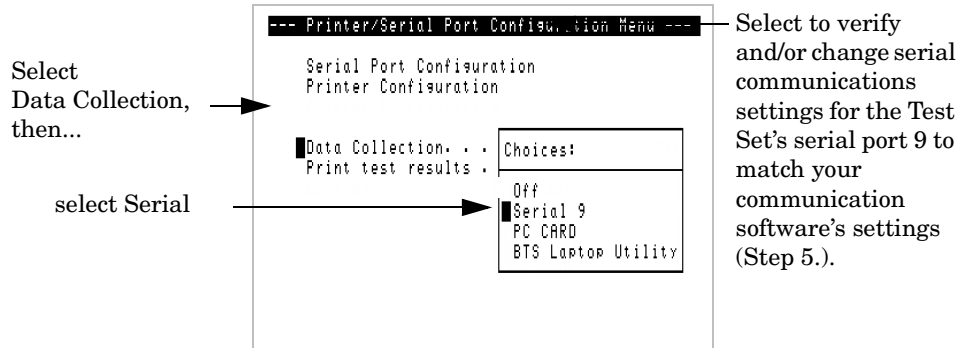 --- Printer/Serial Port Configuration Menu ---
Serial Port Configuration
Printer Configuration
Select
Data Collection,
then...
Data Collection. . .
Print test results .
Choices:
Off
Serial 9
PC CARD
BTS Laptop Utility
select Serial
Select to verify
and/or change serial
communications
settings for the Test
Set's serial port 9 to
match your
communication
software's settings
(Step 5.).